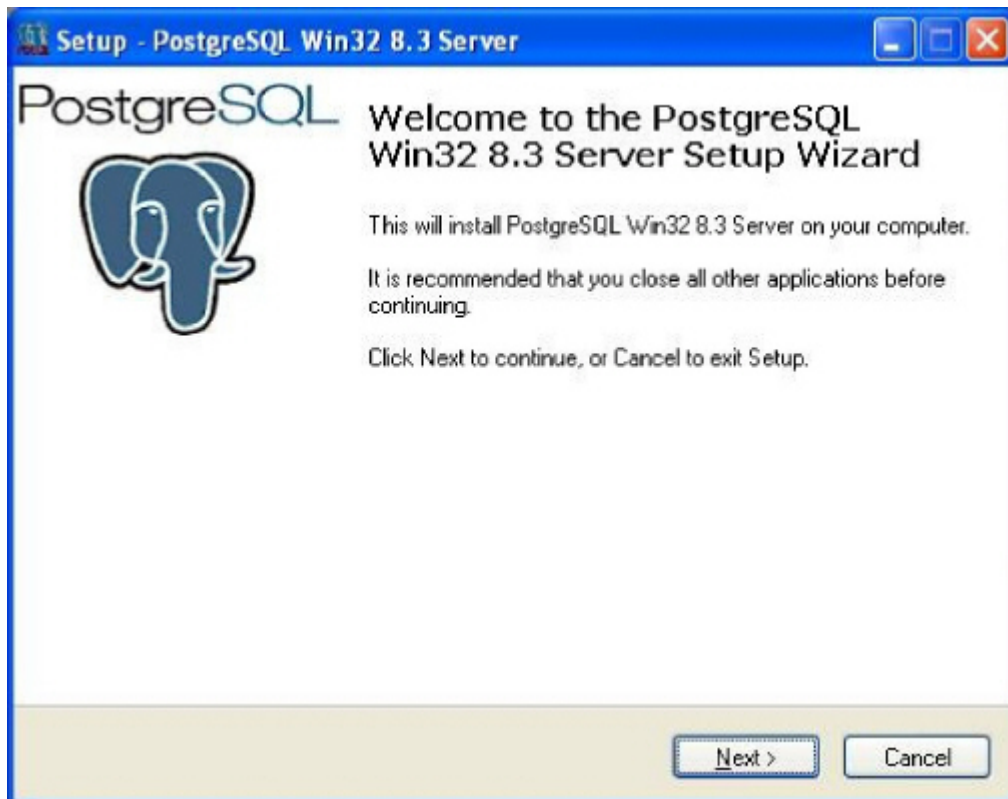 Setup - PostgreSQL Win32 8.3 Server
PostgreSQL
Welcome to the PostgreSQL
Win32 8.3 Server Setup Wizard
This will install PostgreSQL Win32 8.3 Server on your computer.
It is recommended that you close all other applications before
continuing.
Click Next to continue, or Cancel to exit Setup.
Next >
Cancel